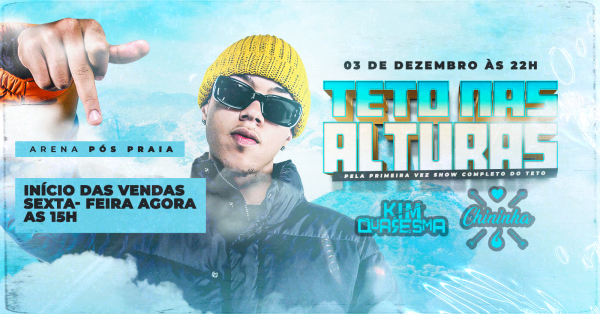 03 DE DEZEMBRO ÀS 22H
TETO NAS
ALTURAS
PELA PRIMEIRA VEZ SHOW COMPLETO DO TETO
ARENA PÓS PRAIA
INÍCIO DAS VENDAS
SEXTA- FEIRA AGORA
AS 15H
K!M
QUARESMA
Chininha